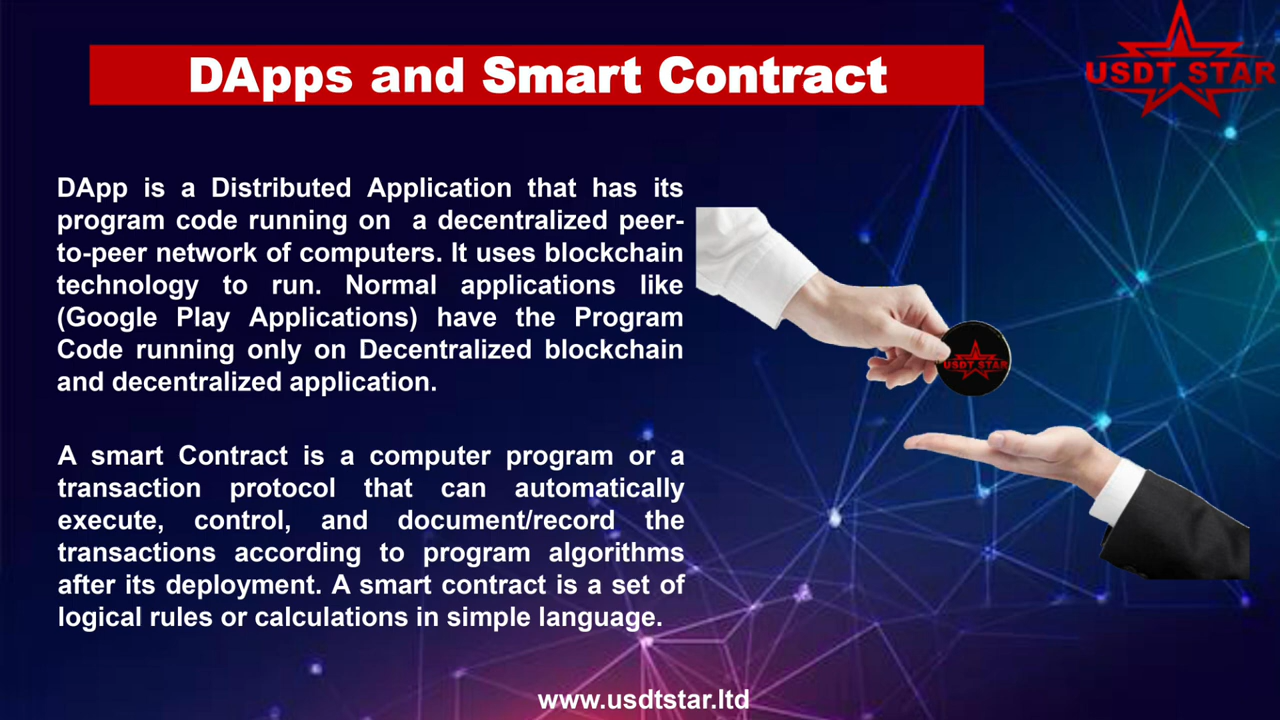 DApps and Smart Contract
USDT STAR
DApp is a Distributed Application that has its
program code running on a decentralized peer-
to-peer network of computers. It uses blockchain
technology to run. Normal applications like
(Google Play Applications) have the Program
Code running only on Decentralized blockchain
and decentralized application.
USDT STAR
A smart Contract is a computer program or a
transaction protocol that can automatically
execute, control, and document/record the
transactions according to program algorithms
after its deployment. A smart contract is a set of
logical rules or calculations in simple language.
www.usdtstar.ltd